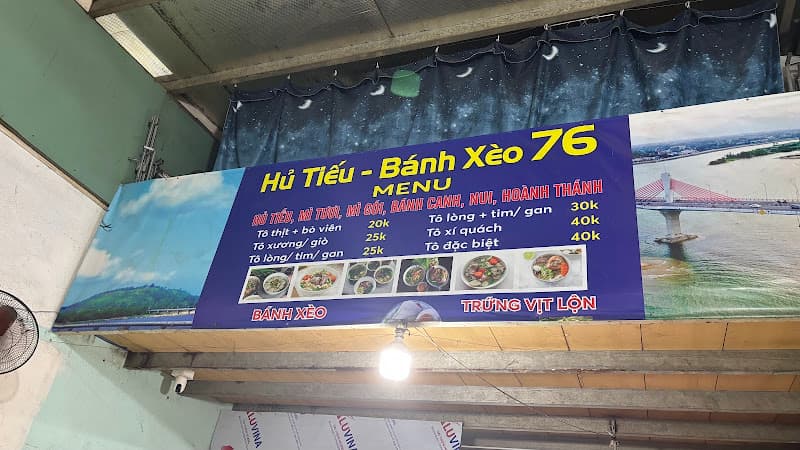 Hủ Tiếu - Bánh Xèo 76
MENU
HỦ TIẾU, MÌ TƯƠI, MÌ GÓI, BÁNH CANH, NUI, HOÀNH THÁNH
Tô thịt + bò viên 20k
Tô xương/ giò 25k
Tô lòng/ tim/ gan 25k
Tô lòng + tim/ gan 30k
Tô xí quách 40k
Tô đặc biệt 40k
BÁNH XÈO
TRỨNG VỊT LỘN
ALUVINA